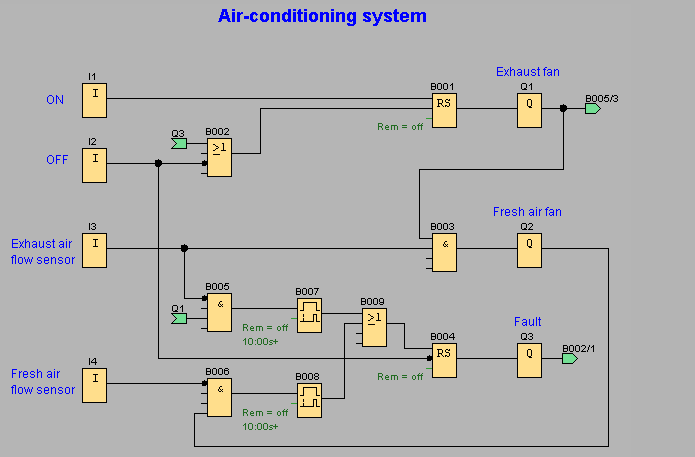 Air-conditioning system
I1
I
ON
B001
RS
Rem = off
Exhaust fan
Q1
Q
B005/3
I2
I
OFF
Q3
B002
≥1
I3
I
Exhaust air
flow sensor
B003
&
Fresh air fan
Q2
Q
B005
&
Q1
B007
Rem = off
10:00s+
B009
≥1
B004
RS
Rem = off
Fault
Q3
Q
B002/1
I4
I
Fresh air
flow sensor
B006
&
B008
Rem = off
10:00s+